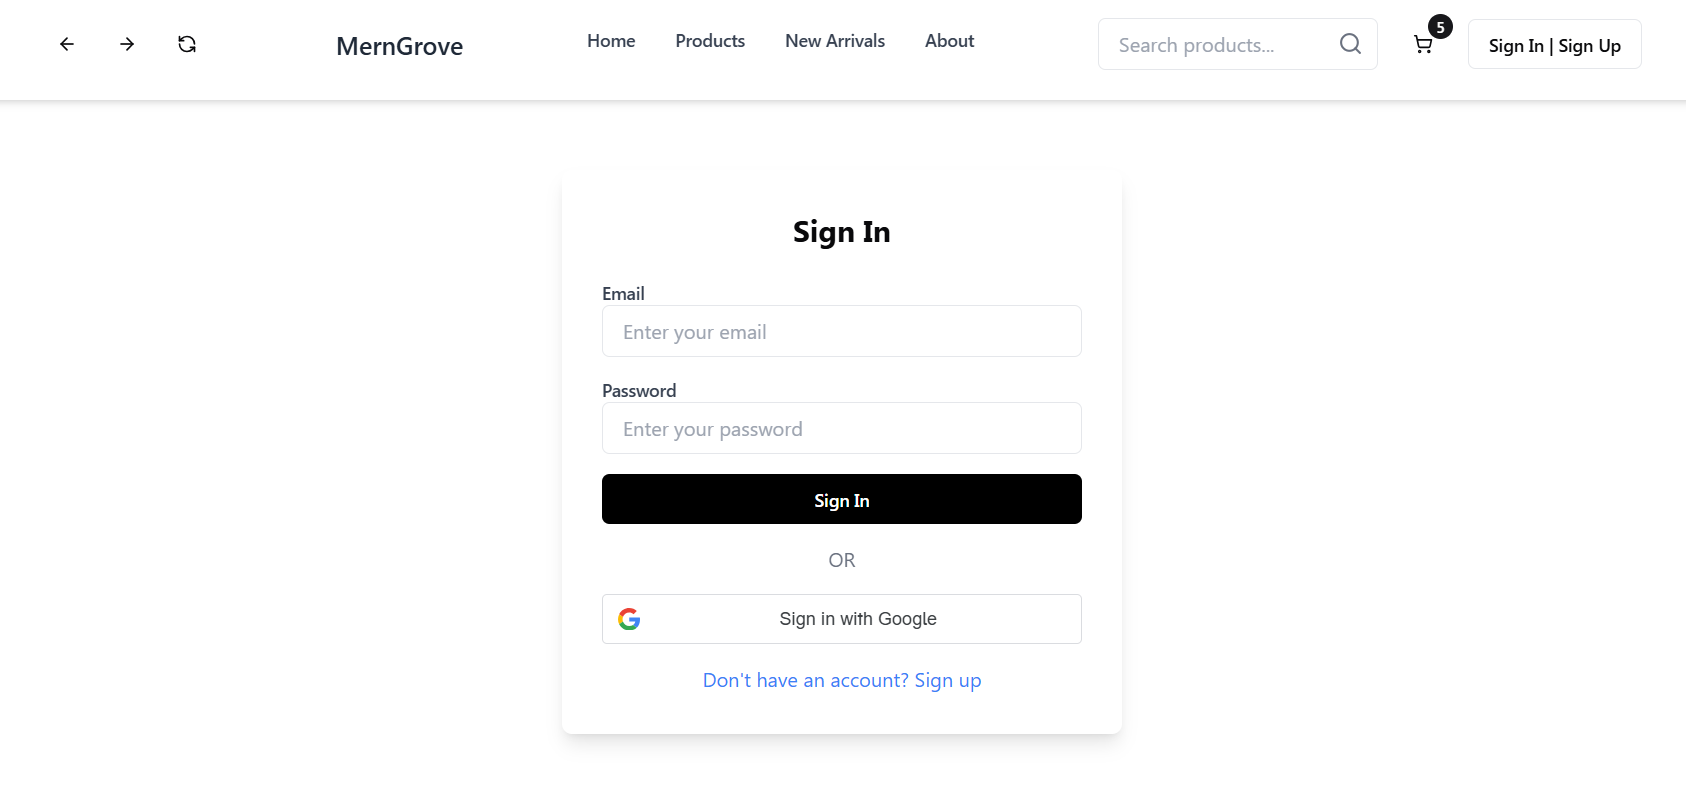 MernGrove
Home Products New Arrivals About
Search products...
5
Sign In | Sign Up
Sign In
Email
Enter your email
Password
Enter your password
Sign In
OR
Sign in with Google
Don't have an account? Sign up